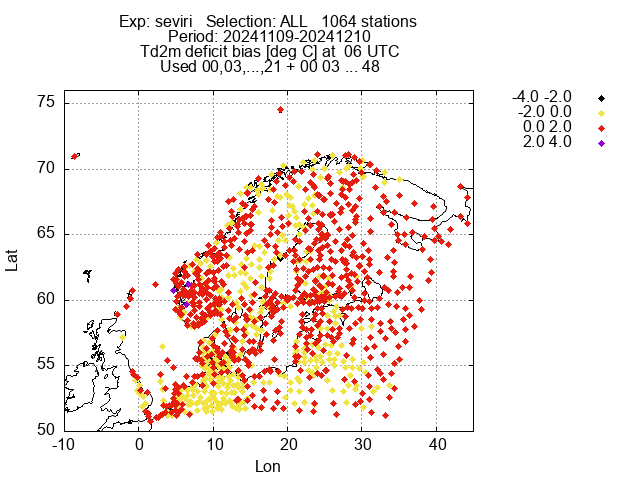 Exp: seviri   Selection: ALL   1064 stations
Period: 20241109-20241210
Td2m deficit bias [deg C] at  06 UTC
Used 00,03,...,21 + 00 03 ... 48
-4.0 -2.0
-2.0 0.0
0.0 2.0
2.0 4.0
75
70
65
60
55
50
Lat
-10
0
10
20
30
40
Lon